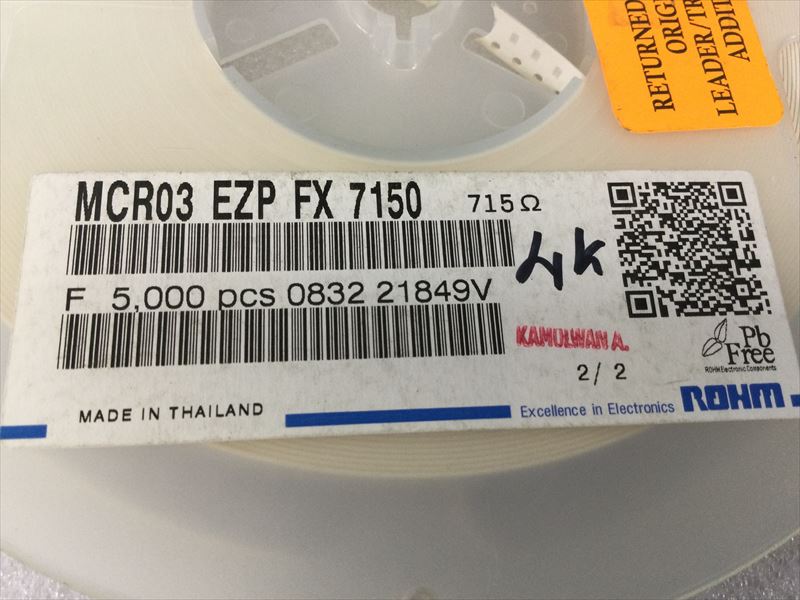 RETURNED
ORIG
LEADER/TR
ADDIT
MCR03 EZP FX 7150 715Ω
4k
F 5,000 pcs 0832 21849V
KAMOLWAN A.
2/2
Pb
Free
ROHM Electronic Components
MADE IN THAILAND
Excellence in Electronics ROHM